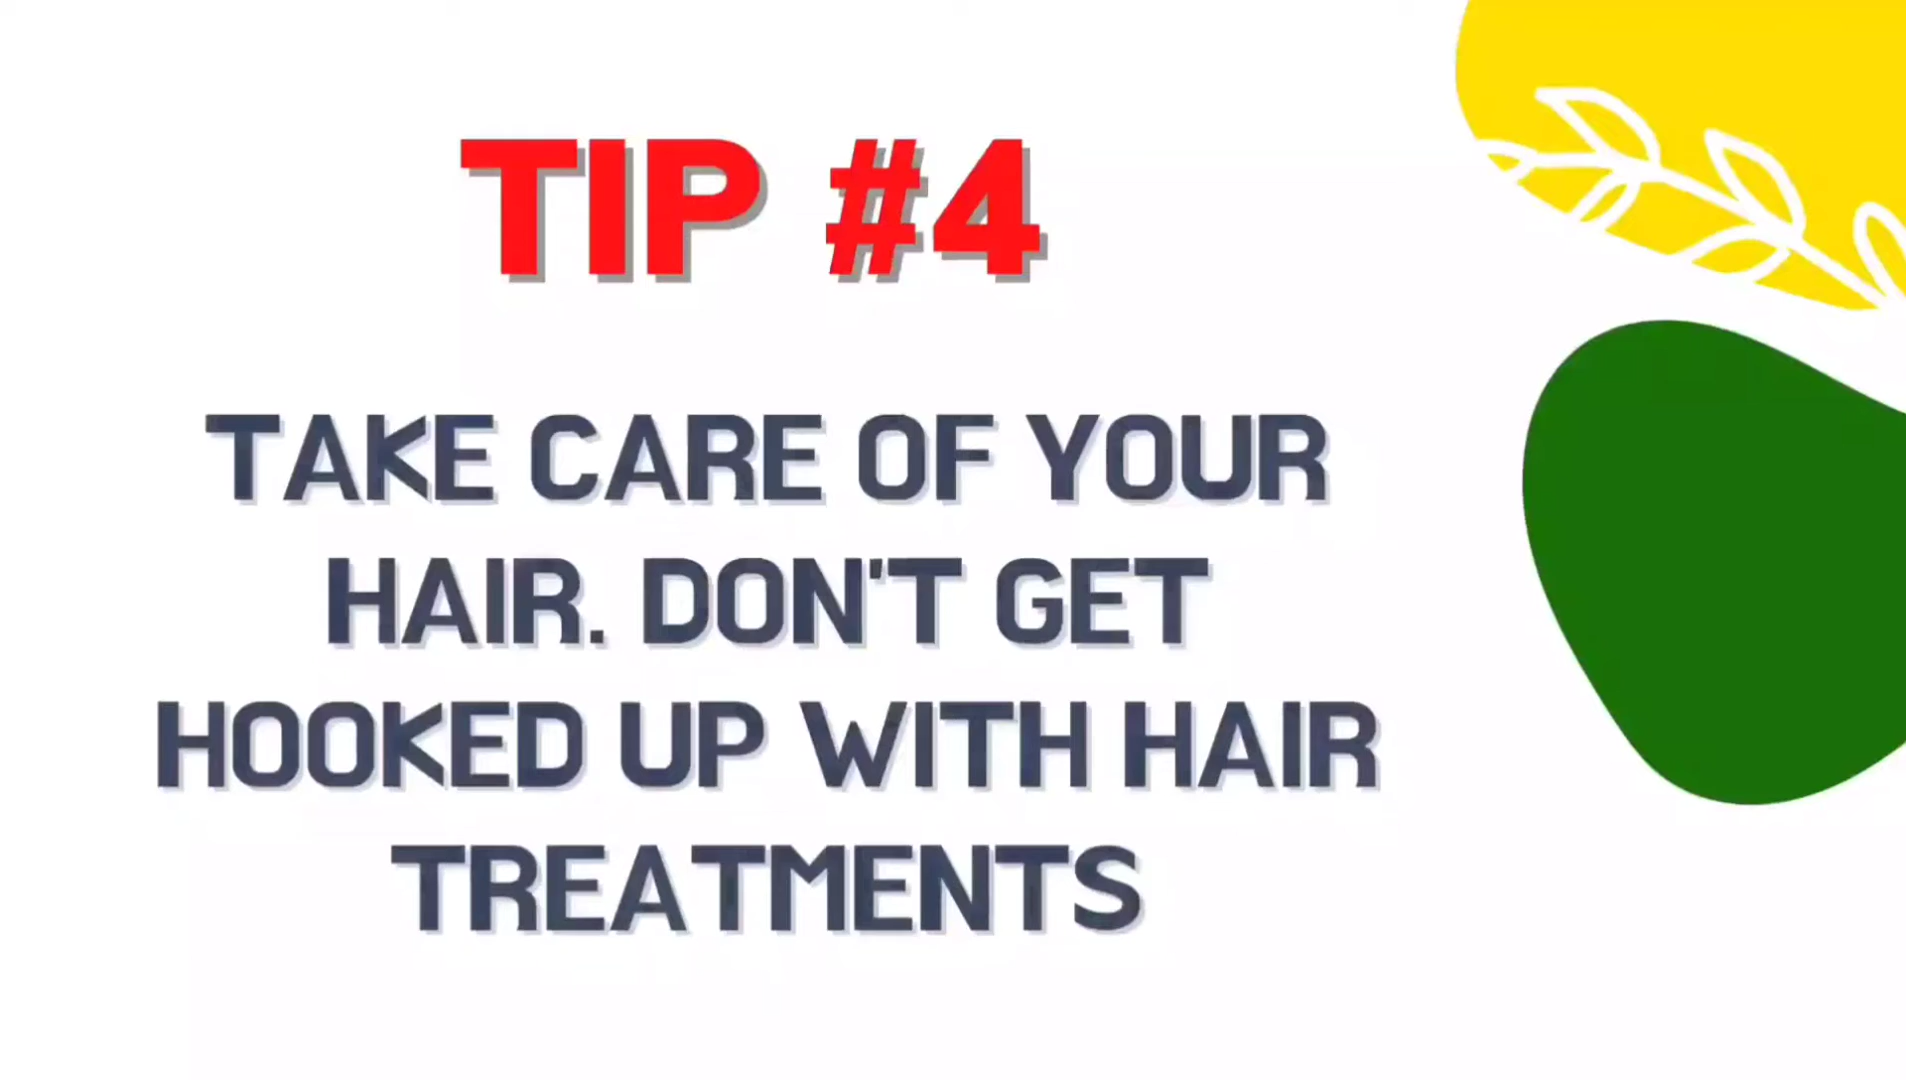 TIP #4
TAKE CARE OF YOUR
HAIR. DON'T GET
HOOKED UP WITH HAIR
TREATMENTS